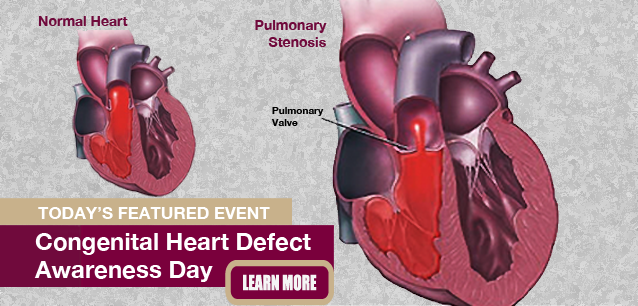 Normal Heart
Pulmonary
Stenosis
Pulmonary
Valve
TODAY'S FEATURED EVENT
Congenital Heart Defect
Awareness Day
LEARN MORE